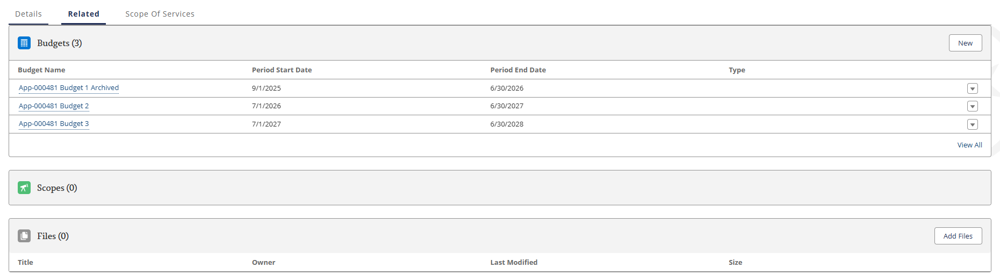 Details Related Scope Of Services
Budgets (3) New
Budget Name Period Start Date Period End Date Type
App-000481 Budget 1 Archived 9/1/2025 6/30/2026
App-000481 Budget 2 7/1/2026 6/30/2027
App-000481 Budget 3 7/1/2027 6/30/2028
View All
Scopes (0)
Files (0) Add Files
Title Owner Last Modified Size